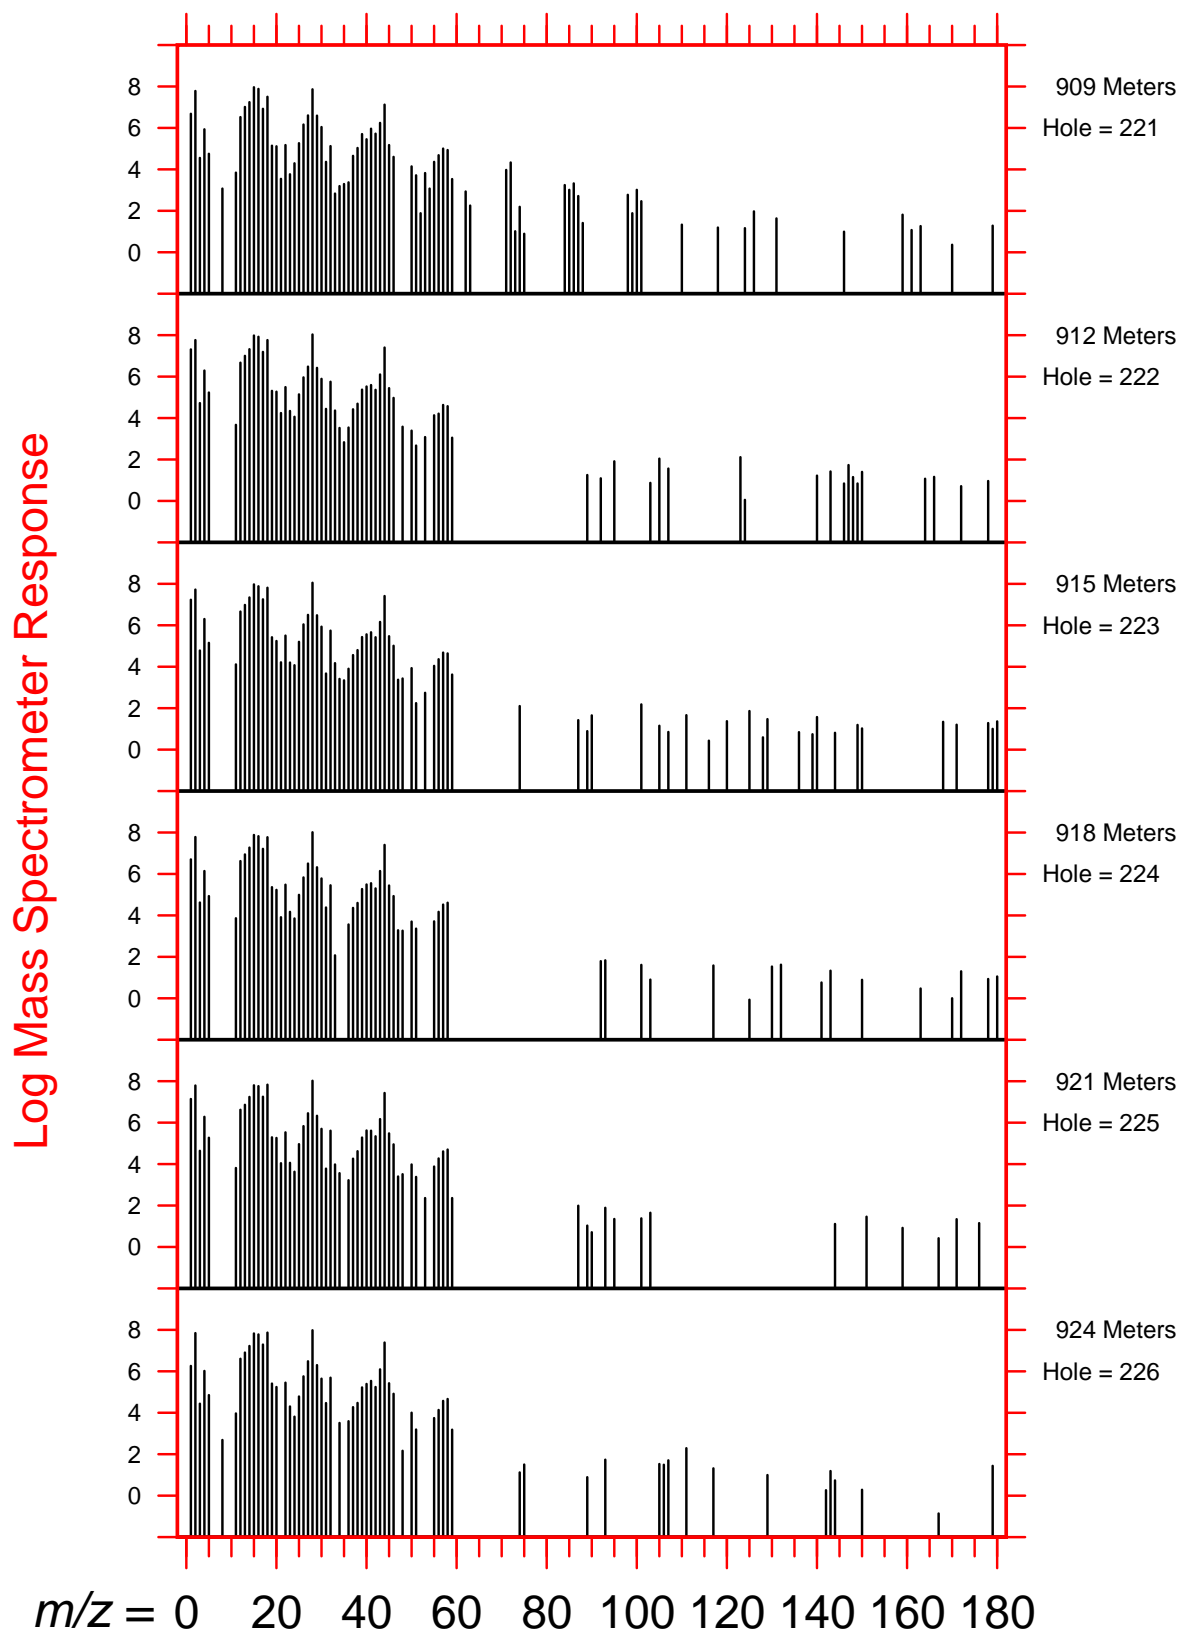 8
6
4
2
0
909 Meters
Hole = 221
8
6
4
2
0
912 Meters
Hole = 222
8
6
4
2
0
915 Meters
Hole = 223
8
6
4
2
0
918 Meters
Hole = 224
8
6
4
2
0
921 Meters
Hole = 225
8
6
4
2
0
924 Meters
Hole = 226
Log Mass Spectrometer Response
m/z = 0 20 40 60 80 100 120 140 160 180